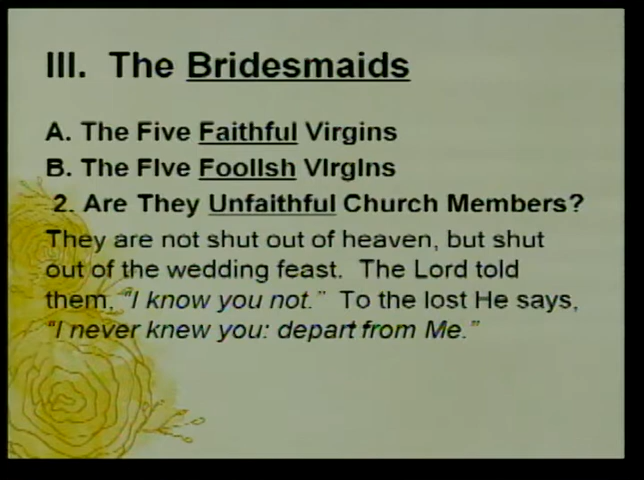 III. The Bridesmaids
A. The Five Faithful Virgins
B. The Five Foolish Virgins
2. Are They Unfaithful Church Members?
They are not shut out of heaven, but shut
out of the wedding feast. The Lord told
them, "I know you not." To the lost He says,
"I never knew you: depart from Me."